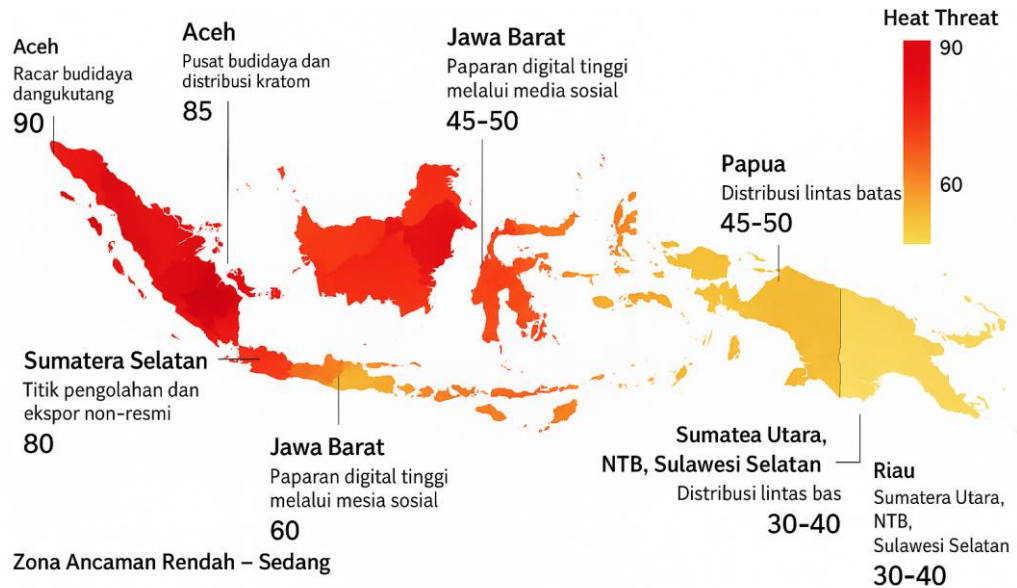 Aceh
Racar budidaya
dangukutang
90
Aceh
Pusat budidaya dan
distribusi kratom
85
Jawa Barat
Paparan digital tinggi
melalui media sosial
45-50
Heat Threat
90
60
Papua
Distribusi lintas batas
45-50
Sumatera Selatan
Titik pengolahan dan
ekspor non-resmi
80
Jawa Barat
Paparan digital tinggi
melalui mesia sosial
60
Sumatea Utara,
NTB, Sulawesi Selatan
Distribusi lintas bas
30-40
Riau
Sumatera Utara,
NTB,
Sulawesi Selatan
30-40
Zona Ancaman Rendah – Sedang